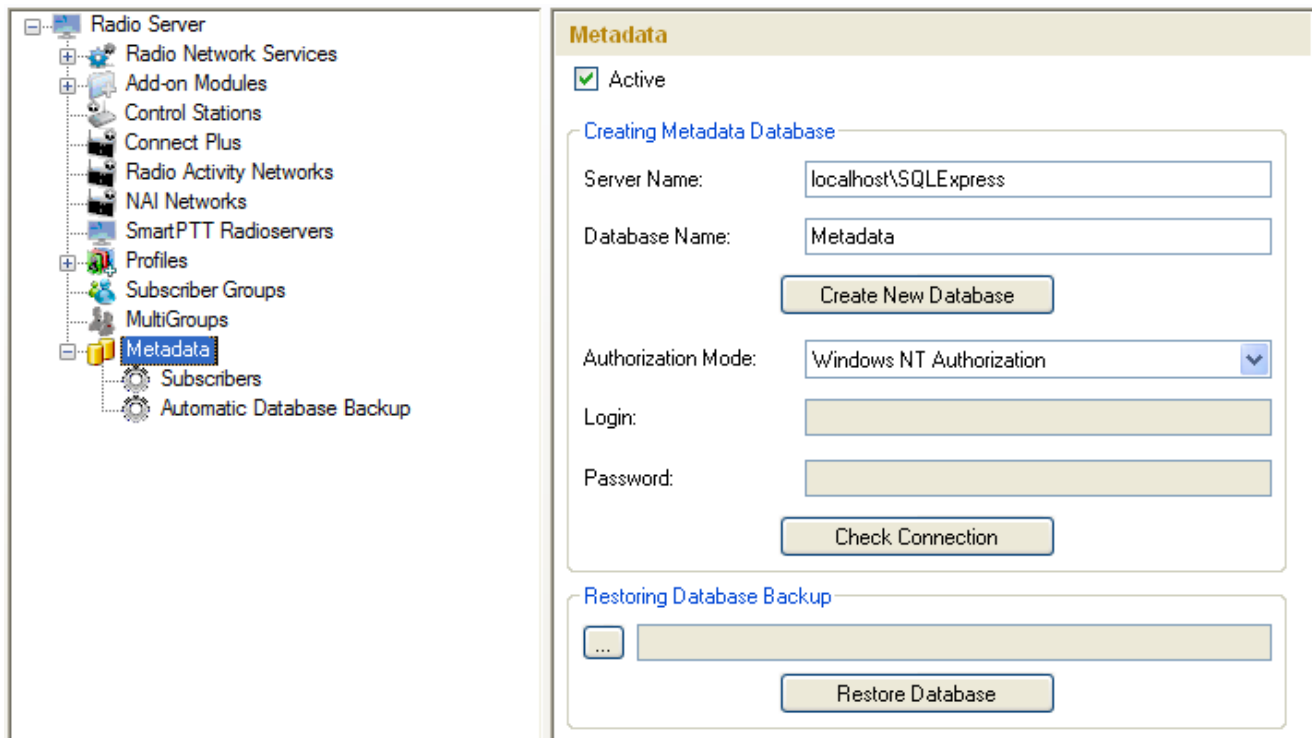 Radio Server
Radio Network Services
Add-on Modules
Control Stations
Connect Plus
Radio Activity Networks
NAI Networks
SmartPTT Radioservers
Profiles
Subscriber Groups
MultiGroups
Metadata
Subscribers
Automatic Database Backup
Metadata
Active
Creating Metadata Database
Server Name: localhost\SQLExpress
Database Name: Metadata
Create New Database
Authorization Mode: Windows NT Authorization
Login:
Password:
Check Connection
Restoring Database Backup
...
Restore Database